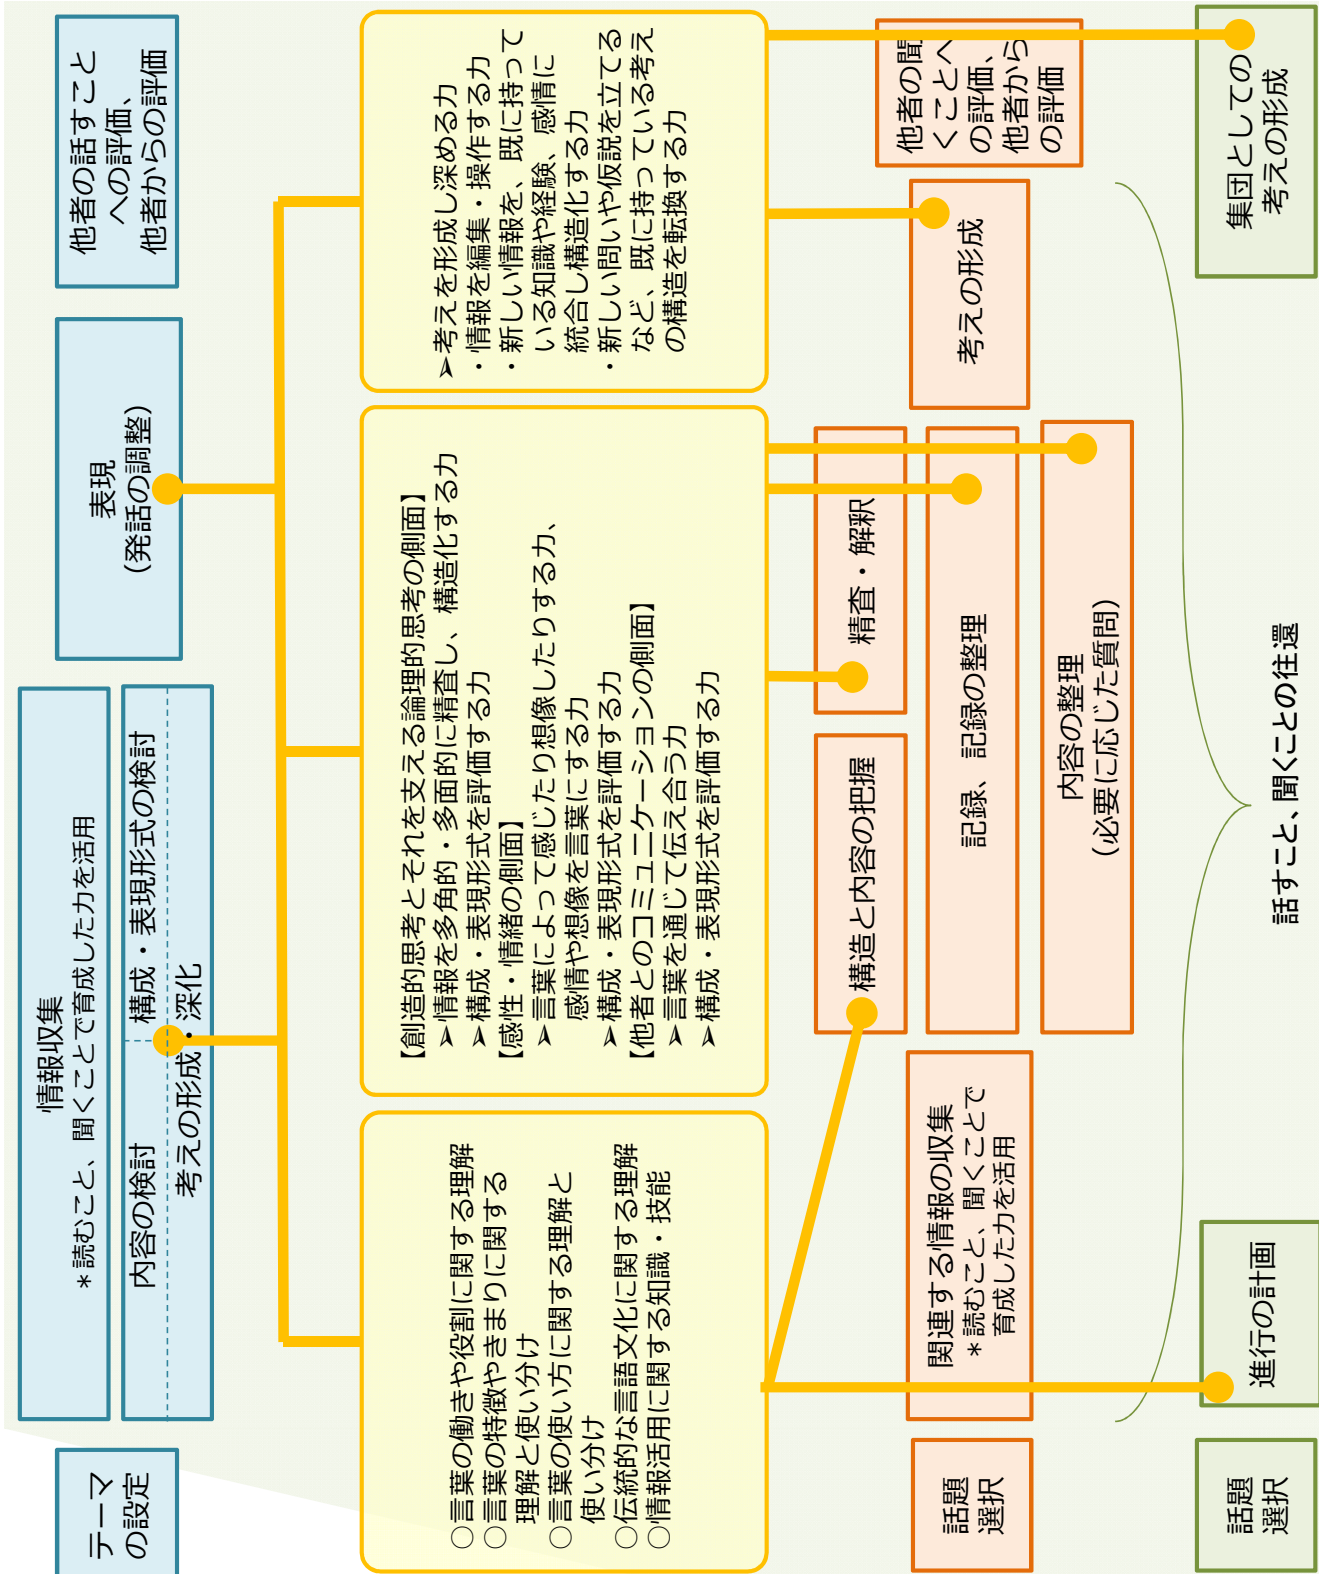 テーマ
の設定
情報収集
＊読むこと、聞くことで育成した力を活用
内容の検討
構成・表現形式の検討
考えの形成・深化
表現
(発話の調整)
他者の話すこと
への評価、
他者からの評価
○言葉の働きや役割に関する理解
○言葉の特徴やきまりに関する
理解と使い分け
○言葉の使い方に関する理解と
使い分け
○伝統的な言語文化に関する理解
○情報活用に関する知識・技能
【創造的思考とそれを支える論理的思考の側面】
➤情報を多角的・多面的に精査し、構造化する力
➤構成・表現形式を評価する力
【感性・情緒の側面】
➤言葉によって感じたり想像したりする力、
感情や想像を言葉にする力
➤構成・表現形式を評価する力
【他者とのコミュニケーションの側面】
➤言葉を通じて伝え合う力
➤構成・表現形式を評価する力
➤考えを形成し深める力
・情報を編集・操作する力
・新しい情報を、既に持って
いる知識や経験、感情に
統合し構造化する力
・新しい問いや仮説を立てる
など、既に持っている考え
の構造を転換する力
話題
選択
関連する情報の収集
＊読むこと、聞くことで
育成した力を活用
構造と内容の把握
精査・解釈
記録、記録の整理
内容の整理
(必要に応じた質問)
考えの形成
他者の聞
くことへ
の評価、
他者から
の評価
話すこと、聞くことの往還
話題
選択
進行の計画
集団としての
考えの形成